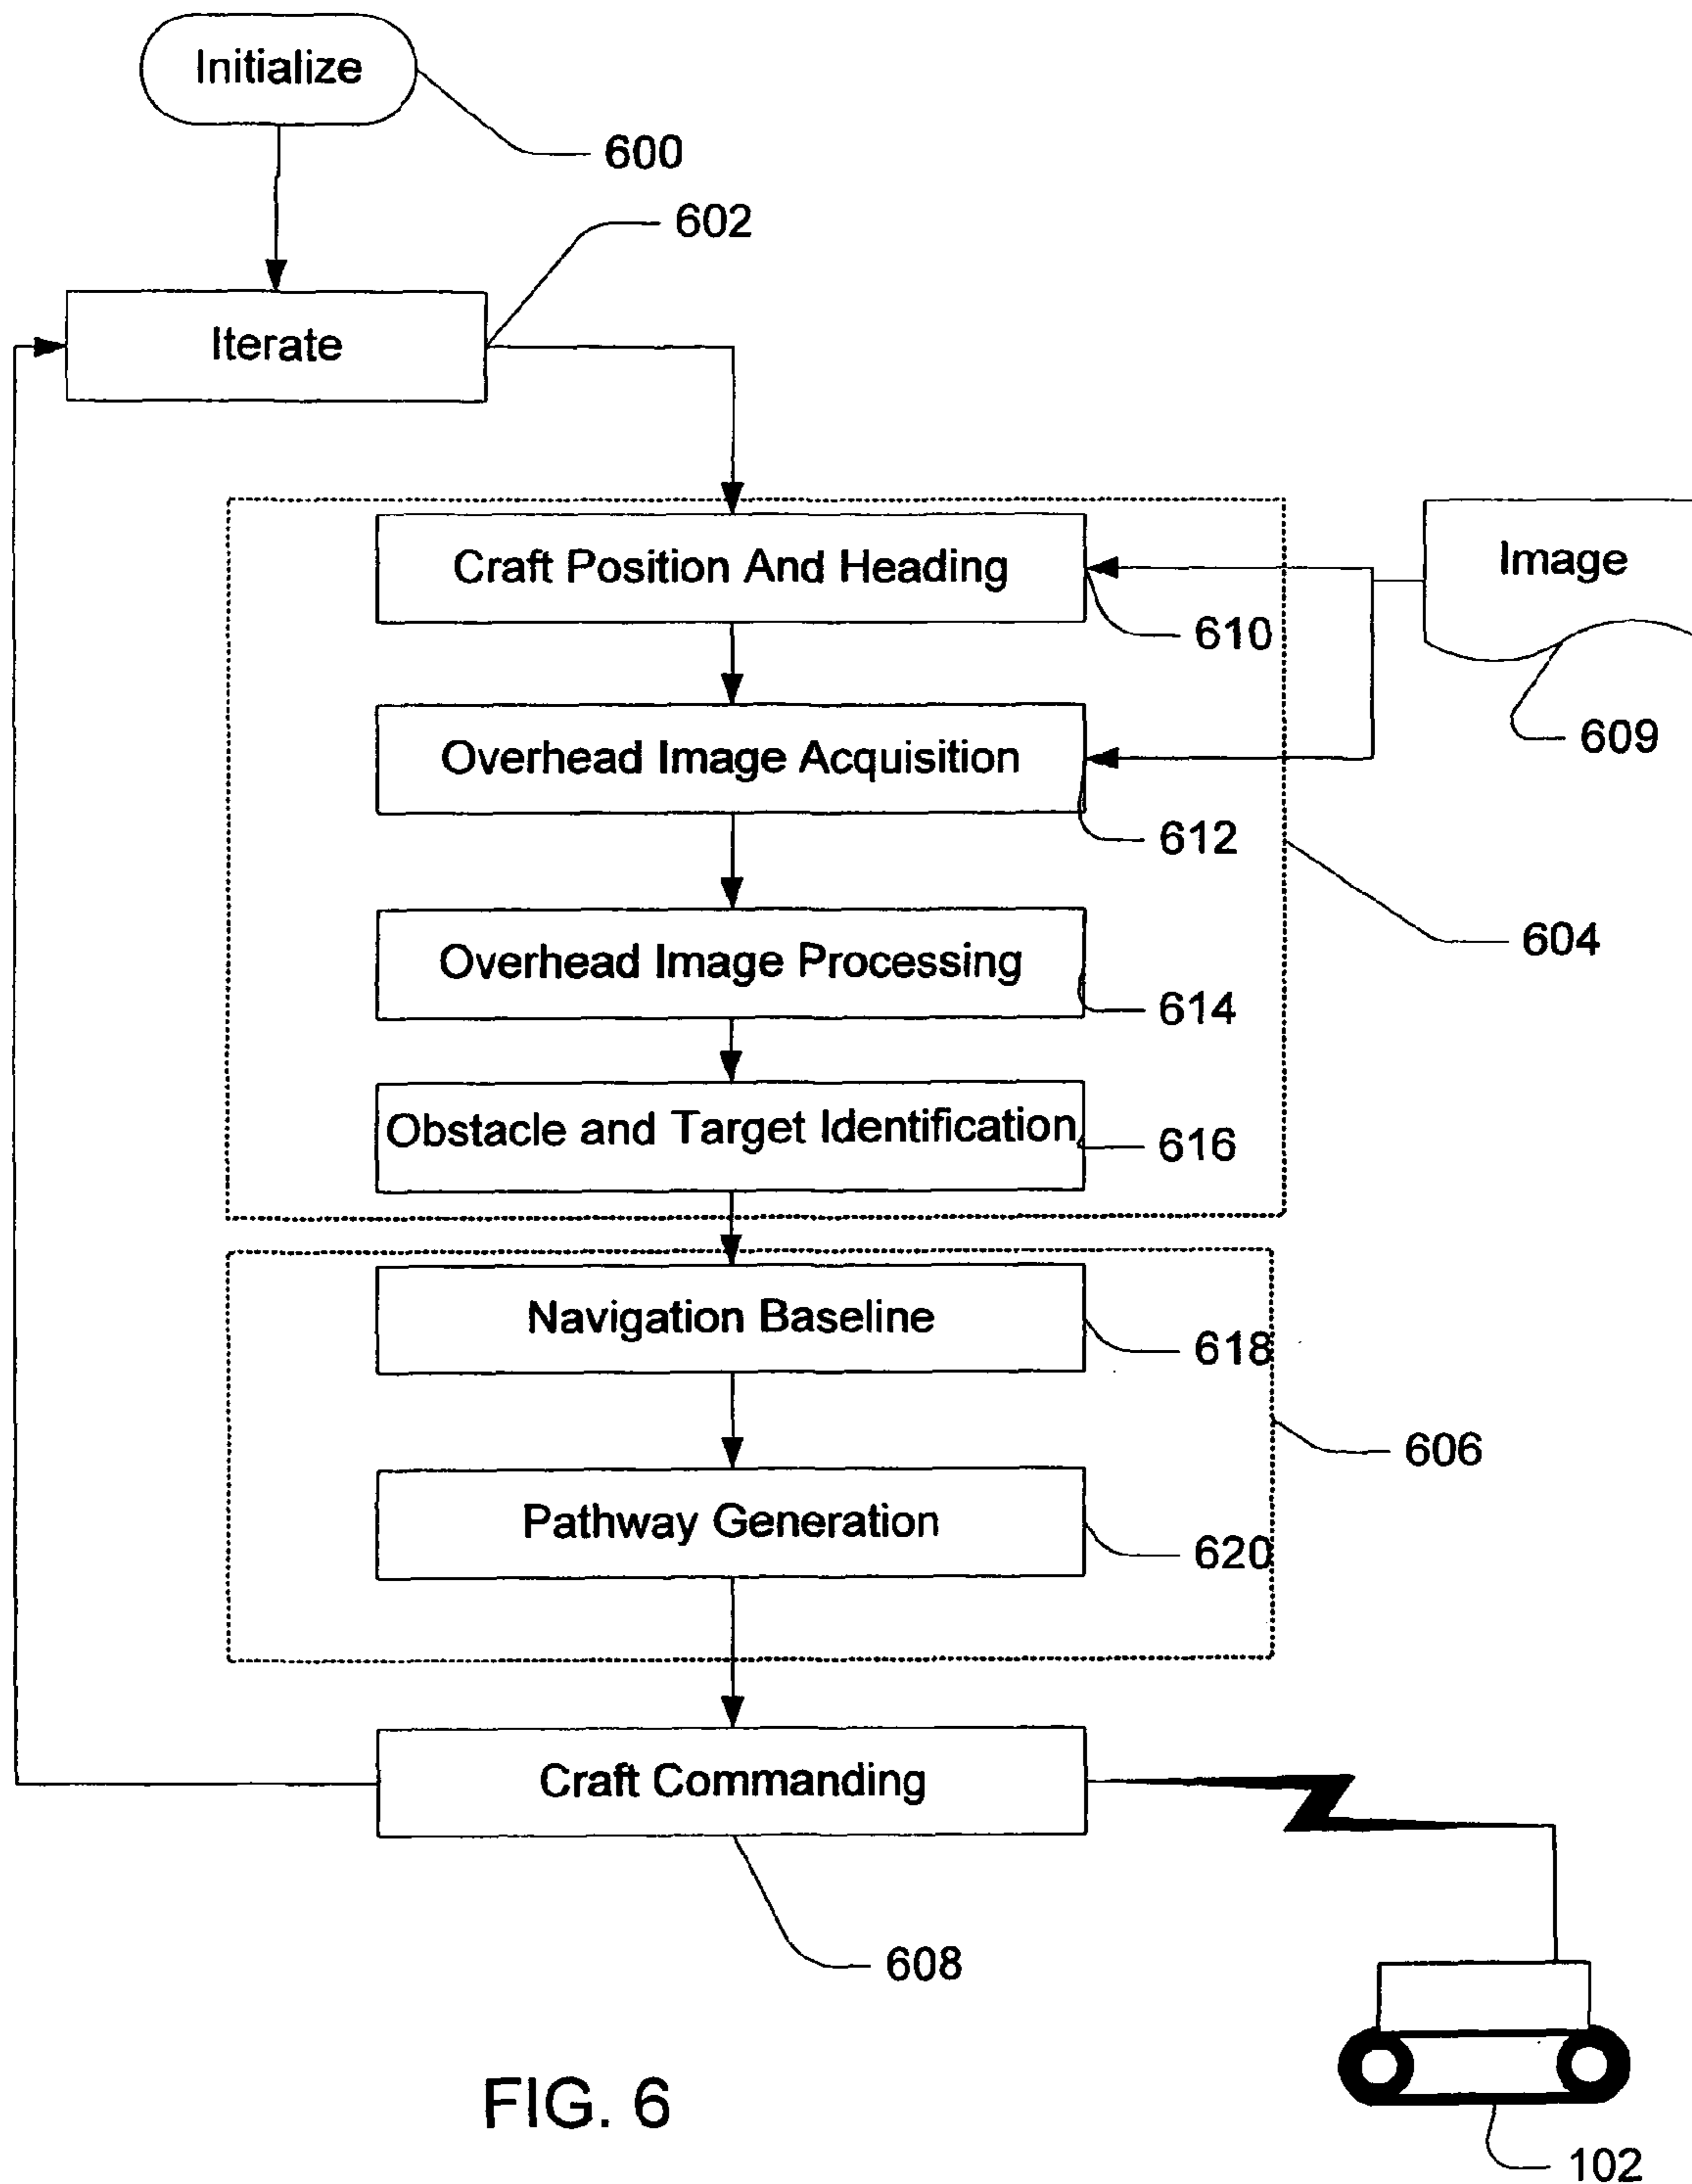 Initialize
600
602
Iterate
Craft Position And Heading
Image
610
609
Overhead Image Acquisition
612
604
Overhead Image Processing
614
Obstacle and Target Identification
616
Navigation Baseline
618
606
Pathway Generation
620
Craft Commanding
608
FIG. 6
102